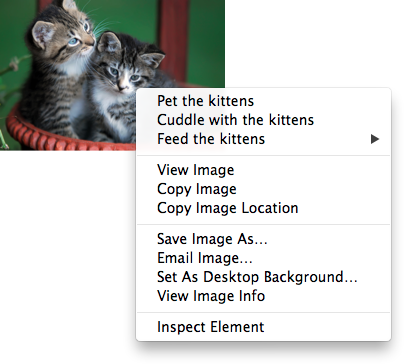 Pet the kittens
Cuddle with the kittens
Feed the kittens
View Image
Copy Image
Copy Image Location
Save Image As...
Email Image...
Set As Desktop Background...
View Image Info
Inspect Element